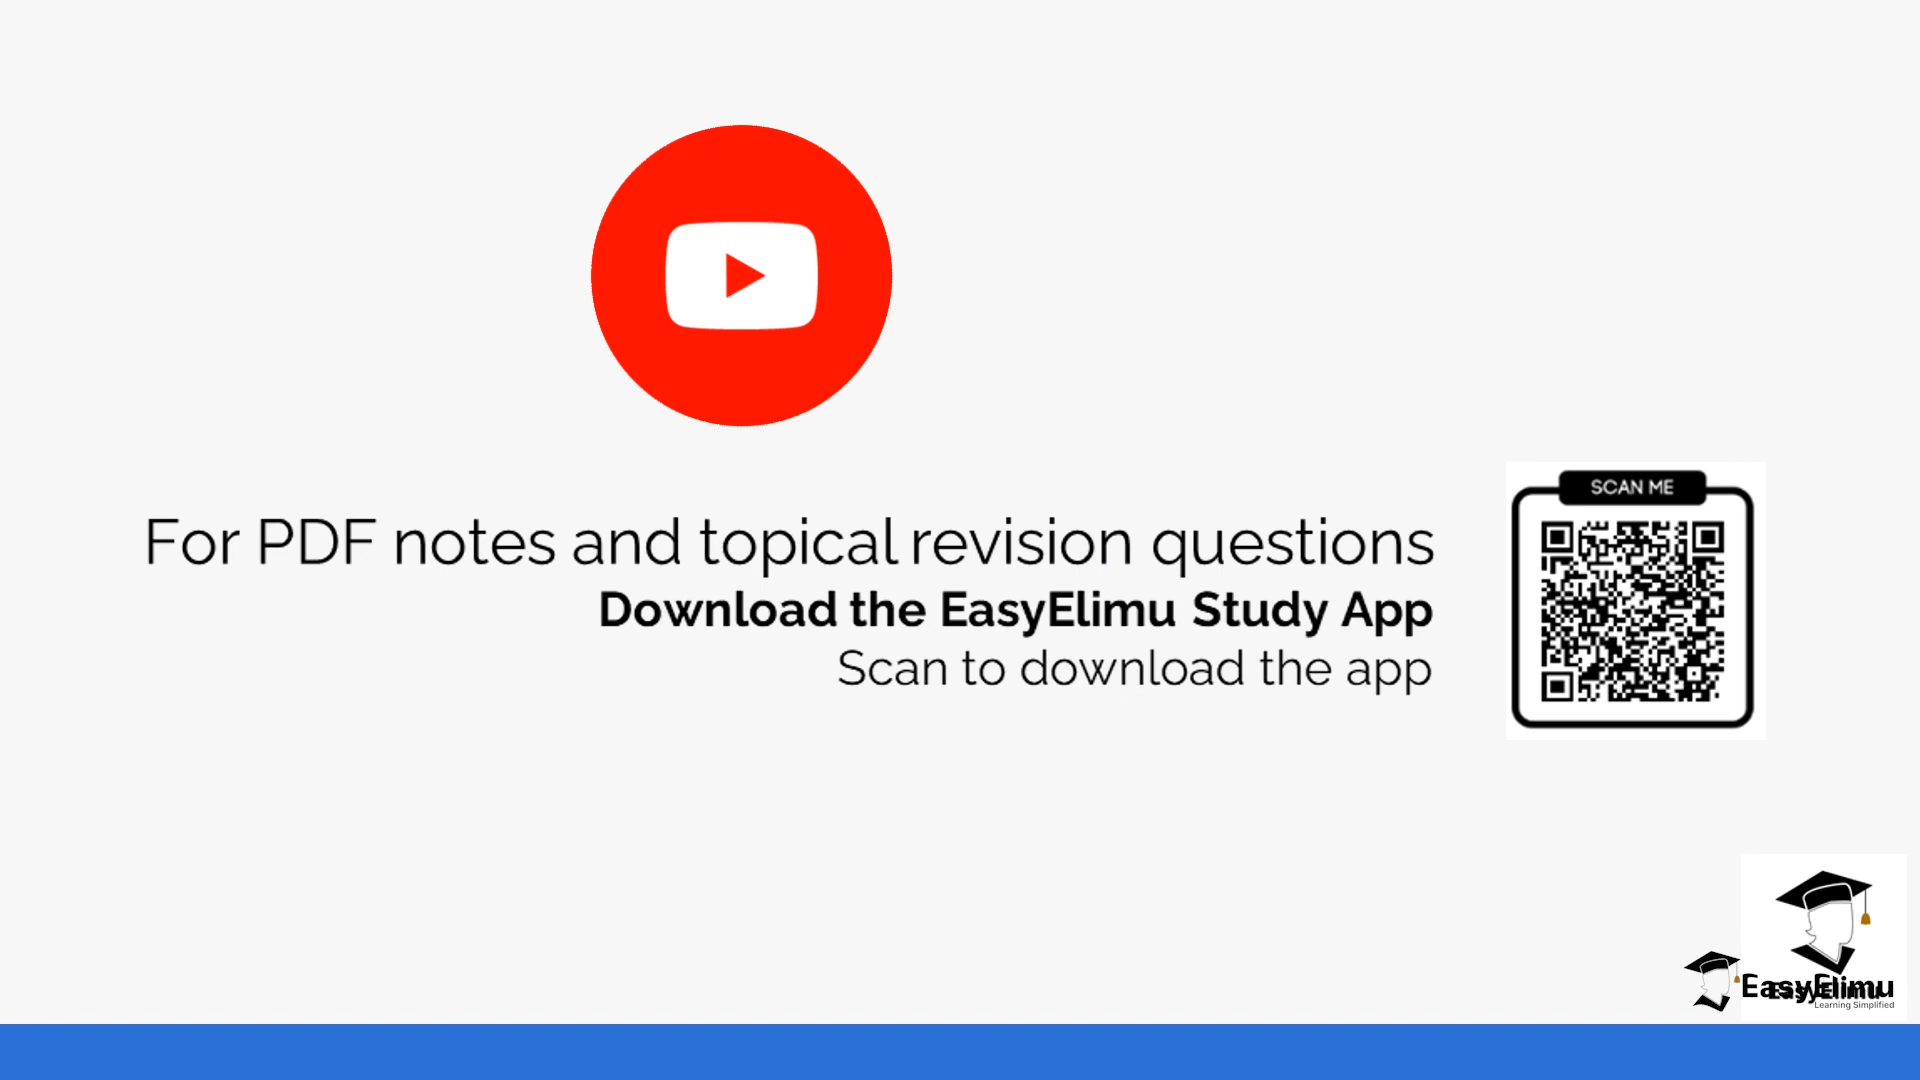 SCAN ME
For PDF notes and topical revision questions
Download the EasyElimu Study App
Scan to download the app
EasyElimu
EasyElimu
Learning Simplified